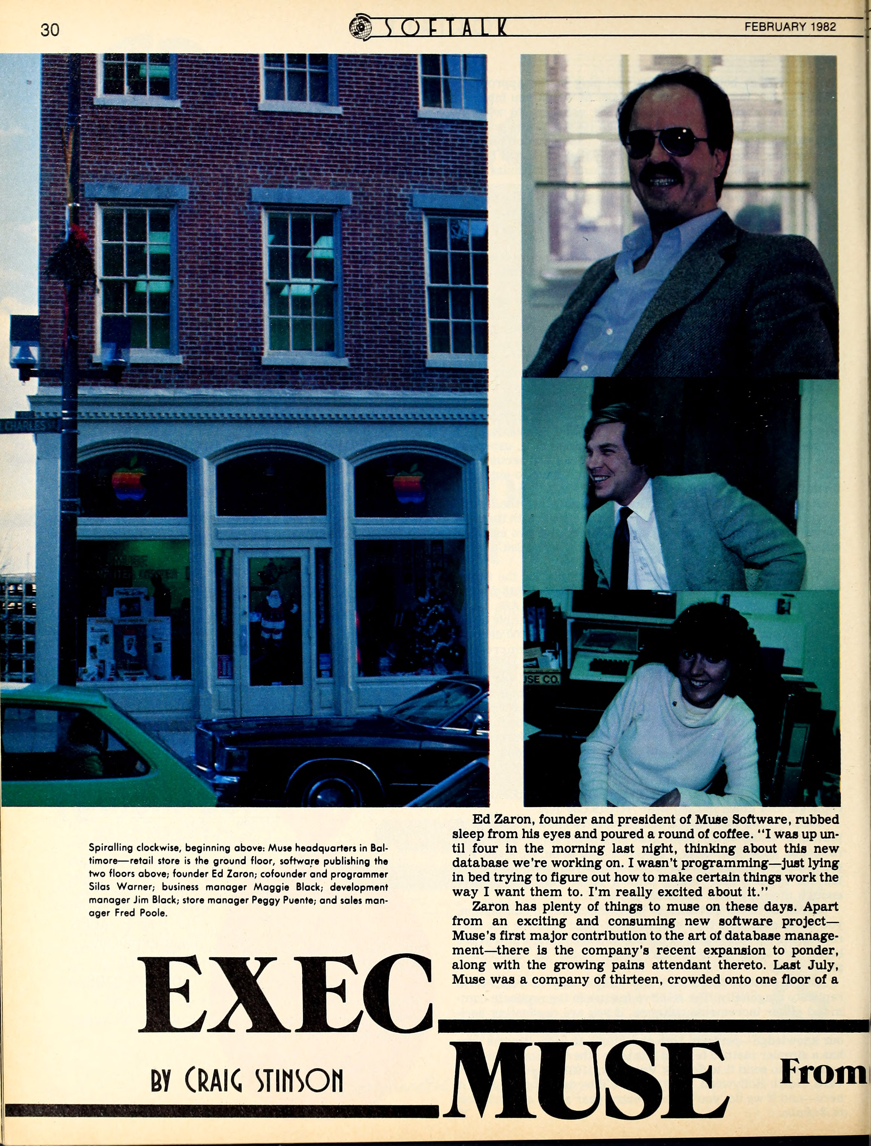 30
SOFTALK
FEBRUARY 1982
CHARLES
USE CO.
Spiralling clockwise, beginning above: Muse headquarters in Bal-
timore—retail store is the ground floor, software publishing the
two floors above; founder Ed Zaron; cofounder and programmer
Silas Warner; business manager Maggie Black; development
manager Jim Black; store manager Peggy Puente; and sales man-
ager Fred Poole.
Ed Zaron, founder and president of Muse Software, rubbed
sleep from his eyes and poured a round of coffee. "I was up un-
til four in the morning last night, thinking about this new
database we're working on. I wasn't programming—just lying
in bed trying to figure out how to make certain things work the
way I want them to. I'm really excited about it."
Zaron has plenty of things to muse on these days. Apart
from an exciting and consuming new software project—
Muse's first major contribution to the art of database manage-
ment—there is the company's recent expansion to ponder,
along with the growing pains attendant thereto. Last July,
Muse was a company of thirteen, crowded onto one floor of a
EXEC
BY CRAIG STINSON
MUSE From